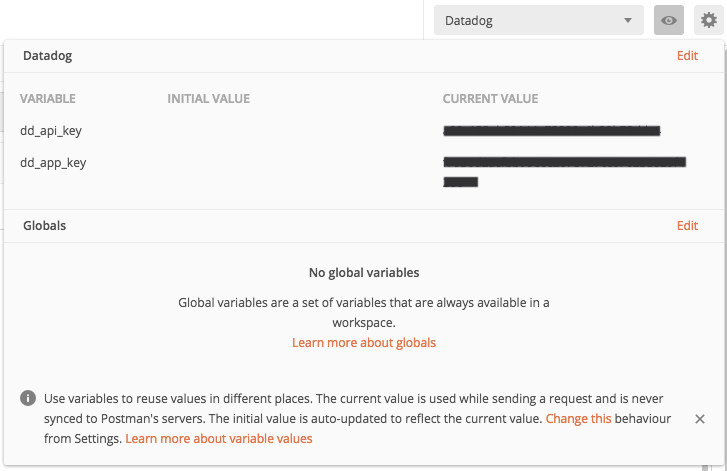 Datadog
Datadog Edit
VARIABLE INITIAL VALUE CURRENT VALUE
dd_api_key
dd_app_key
Globals Edit
No global variables
Global variables are a set of variables that are always available in a
workspace.
Learn more about globals
Use variables to reuse values in different places. The current value is used while sending a request and is never
synced to Postman's servers. The initial value is auto-updated to reflect the current value. Change this behaviour
from Settings. Learn more about variable values